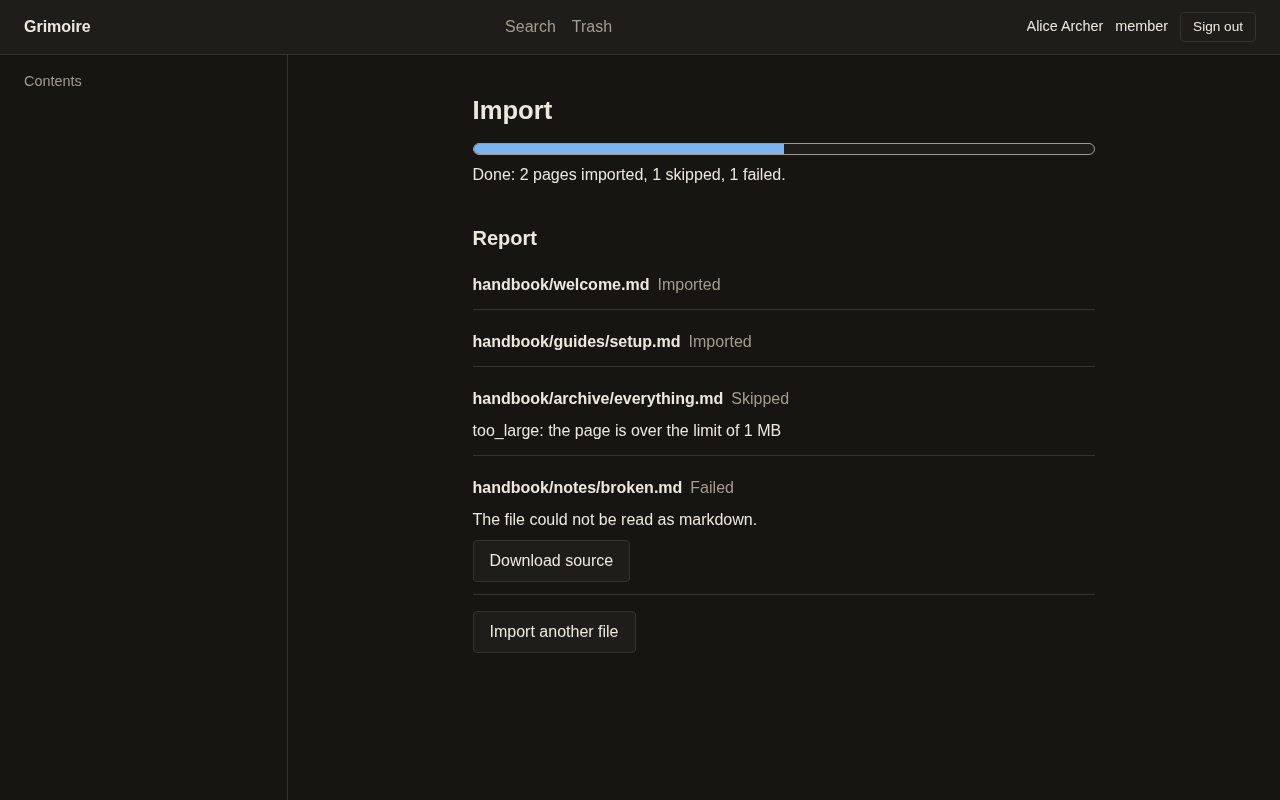 Grimoire
Search Trash
Alice Archer member Sign out
Contents
Import
Done: 2 pages imported, 1 skipped, 1 failed.
Report
handbook/welcome.md Imported
handbook/guides/setup.md Imported
handbook/archive/everything.md Skipped
too_large: the page is over the limit of 1 MB
handbook/notes/broken.md Failed
The file could not be read as markdown.
Download source
Import another file